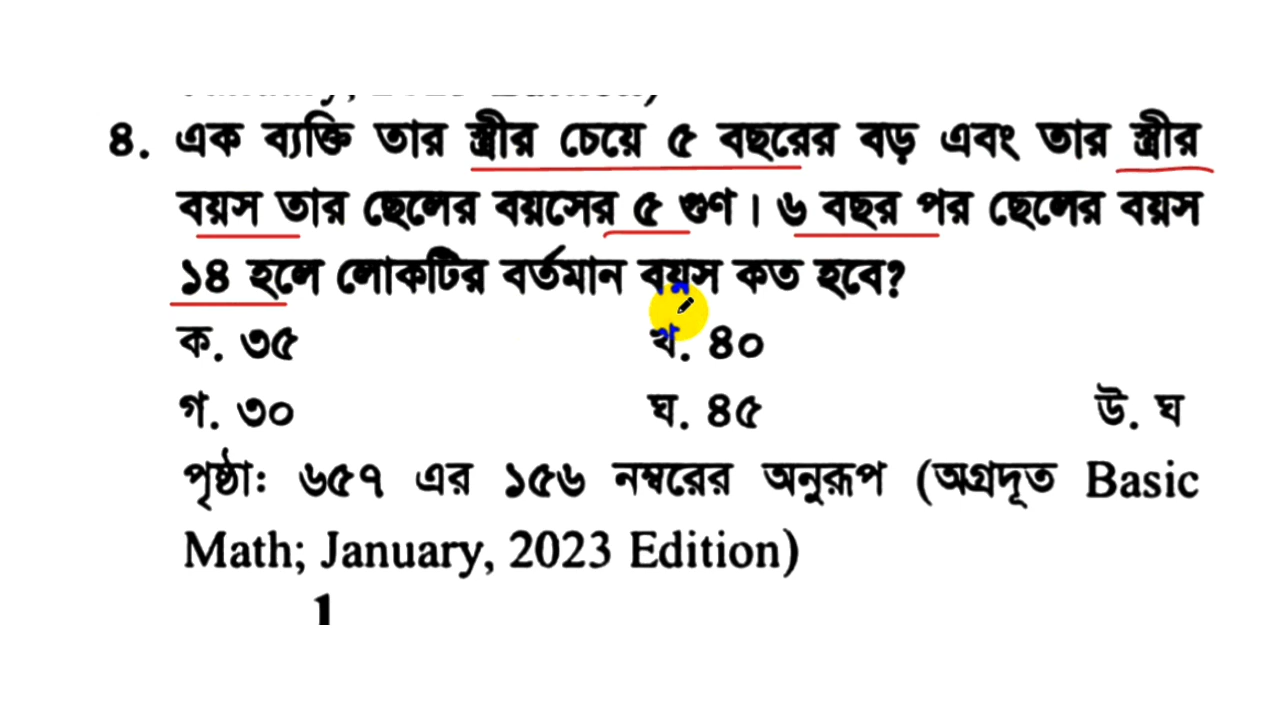 ৪. এক ব্যক্তি তার স্ত্রীর চেয়ে ৫ বছরের বড় এবং তার স্ত্রীর
বয়স তার ছেলের বয়সের ৫ গুণ। ৬ বছর পর ছেলের বয়স
১৪ হলে লোকটির বর্তমান বয়স কত হবে?
ক. ৩৫ খ. ৪০
গ. ৩০ ঘ. ৪৫ উ. ঘ
পৃষ্ঠা: ৬৫৭ এর ১৫৬ নম্বরের অনুরূপ (অগ্রদূত Basic
Math; January, 2023 Edition)